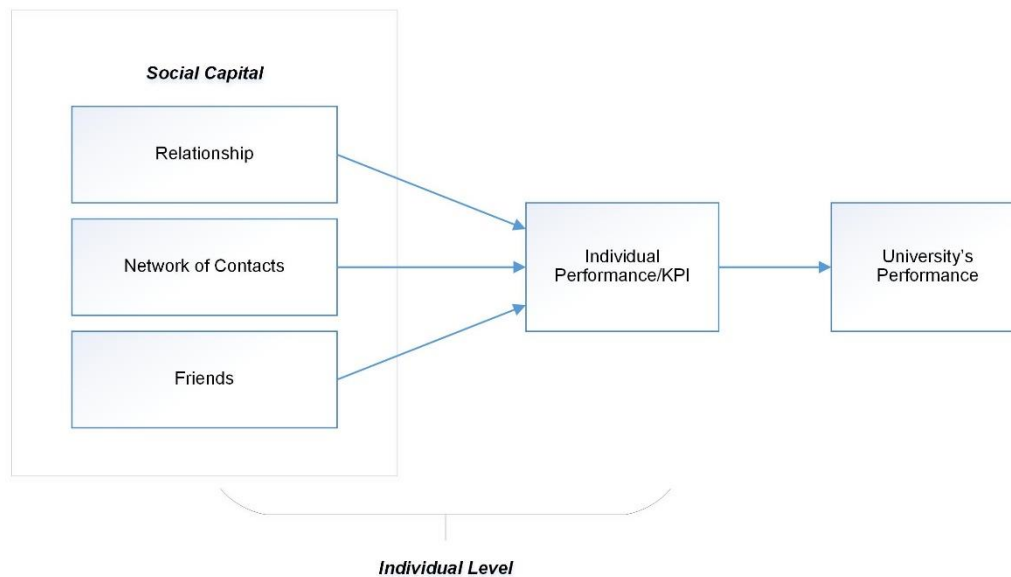 Social Capital
Relationship
Network of Contacts
Friends
Individual
Performance/KPI
University's
Performance
Individual Level